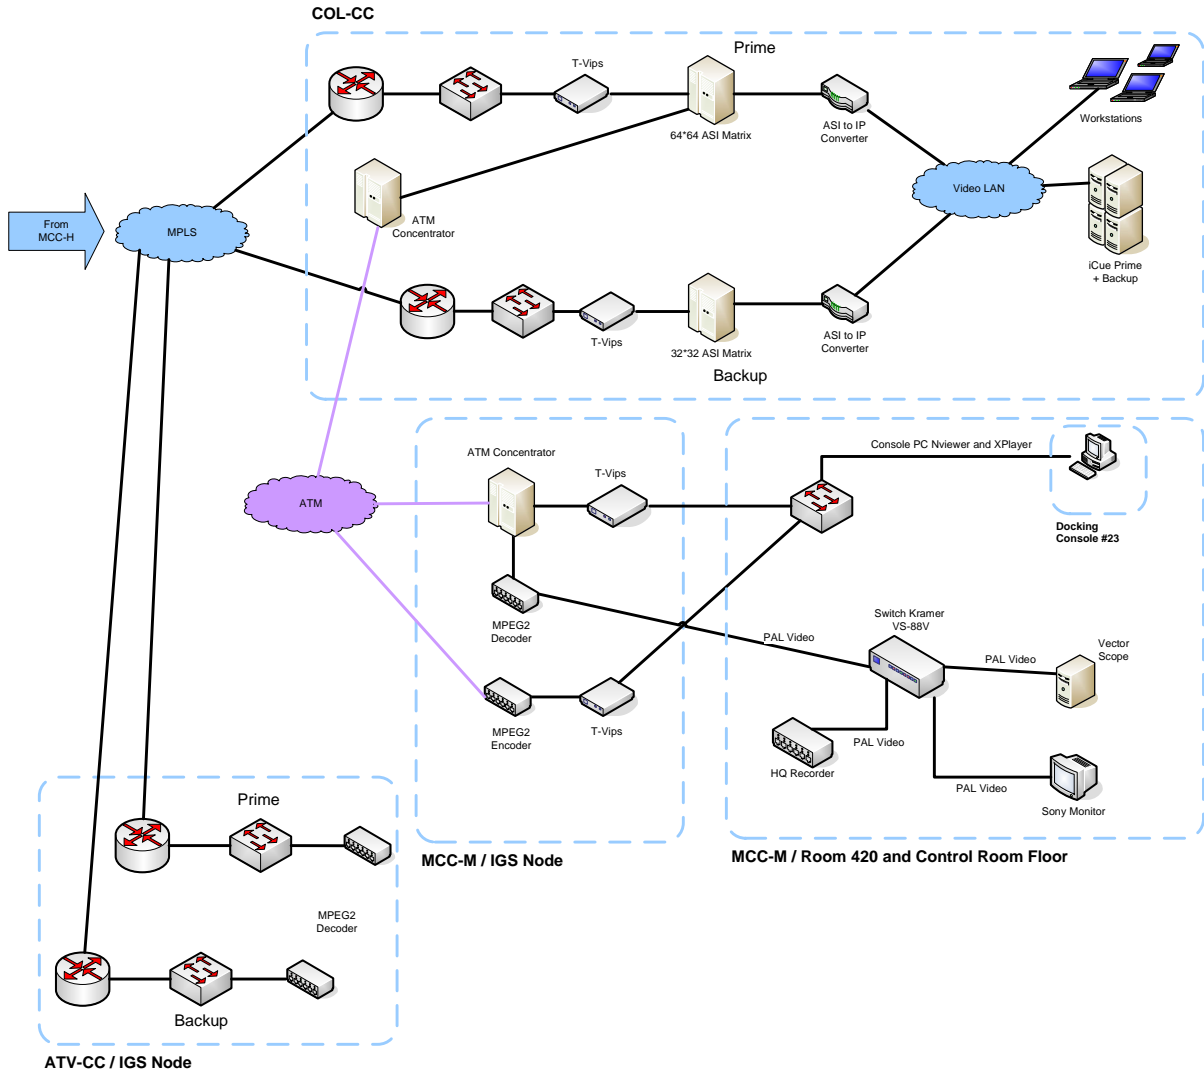 COL-CC
Prime
T-Vips
64*64 ASI Matrix
ASI to IP
Converter
Workstations
From
MCC-H
MPLS
ATM
Concentrator
Video LAN
iCue Prime
+ Backup
T-Vips
32*32 ASI Matrix
ASI to IP
Converter
Backup
ATM
ATM Concentrator
T-Vips
MPEG2
Decoder
MPEG2
Encoder
T-Vips
MCC-M / IGS Node
Console PC Nviewer and XPlayer
Docking
Console #23
Switch Kramer
VS-88V
PAL Video
PAL Video
Vector
Scope
PAL Video
HQ Recorder
PAL Video
Sony Monitor
MCC-M / Room 420 and Control Room Floor
Prime
MPEG2
Decoder
Backup
ATV-CC / IGS Node